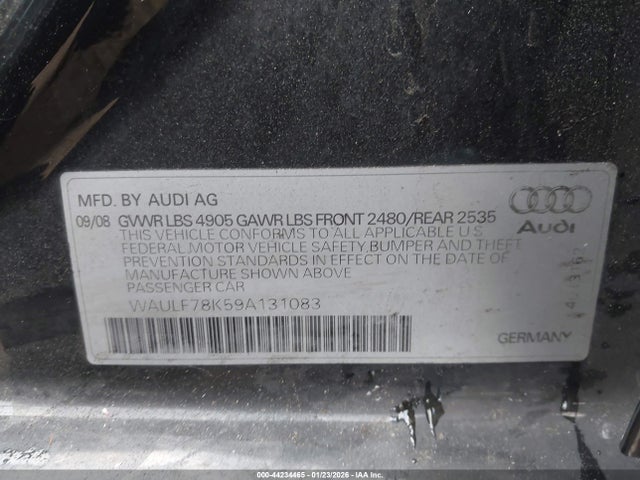 MFD. BY AUDI AG
09/08 GVWR LBS 4905 GAWR LBS FRONT 2480/REAR 2535
THIS VEHICLE CONFORMS TO ALL APPLICABLE U.S
FEDERAL MOTOR VEHICLE SAFETY BUMPER AND THEFT
PREVENTION STANDARDS IN EFFECT ON THE DATE OF
MANUFACTURE SHOWN ABOVE
PASSENGER CAR
WAULF78K59A131083
Audi
GERMANY
000-44234465 - 01/23/2026 - IAA Holdings, LLC.